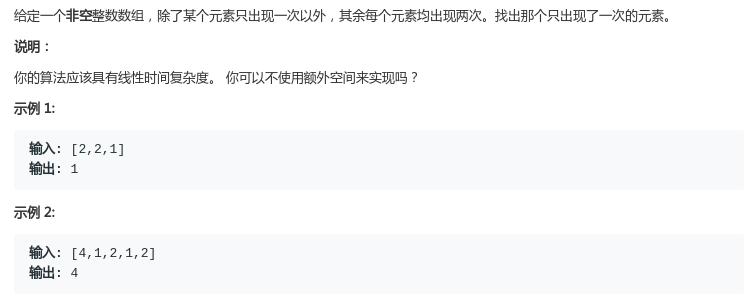 给定一个非空整数数组，除了某个元素只出现一次以外，其余每个元素均出现两次。找出那个只出现了一次的元素。
说明：
你的算法应该具有线性时间复杂度。 你可以不使用额外空间来实现吗？
示例 1:
输入: [2,2,1]
输出: 1
示例 2:
输入: [4,1,2,1,2]
输出: 4